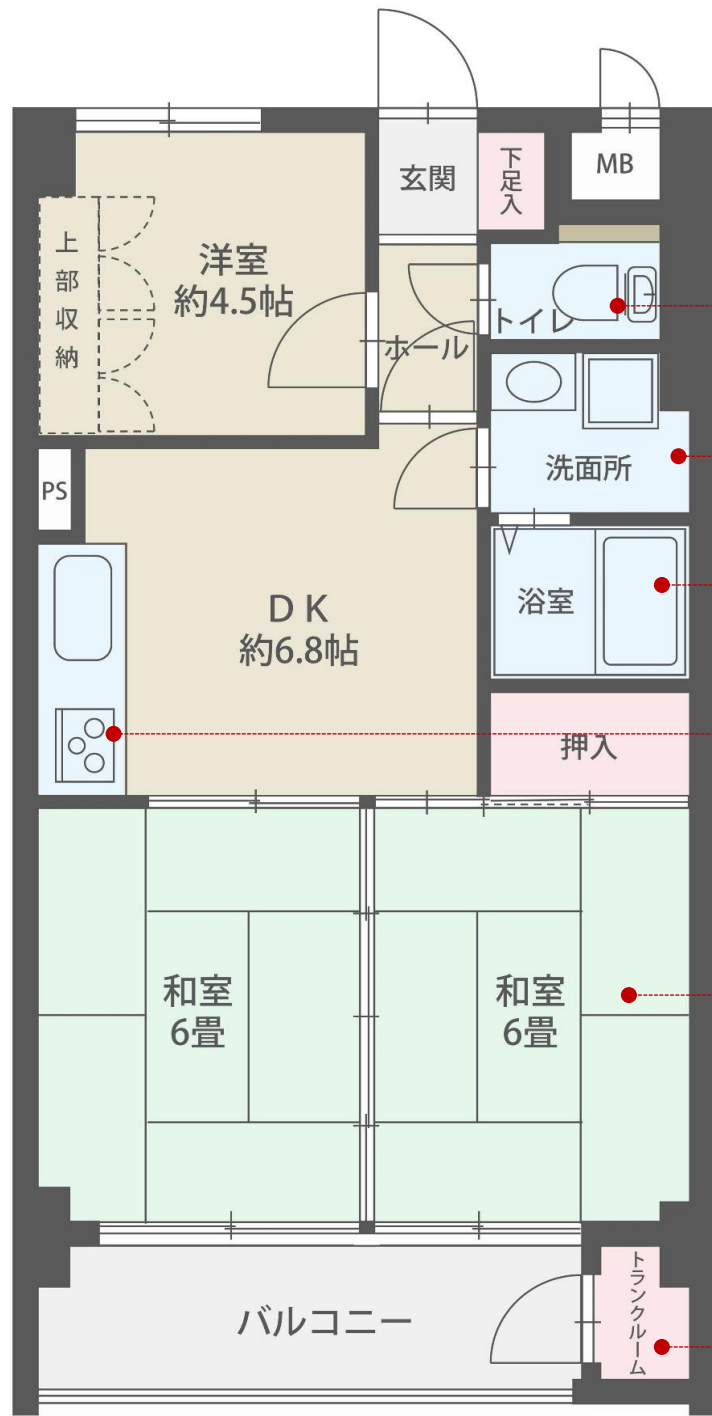 玄関
下足入
MB
上部収納
洋室
約4.5帖
トイレ
ホール
洗面所
PS
浴室
DK
約6.8帖
押入
和室
6畳
和室
6畳
バルコニー
トランクルーム